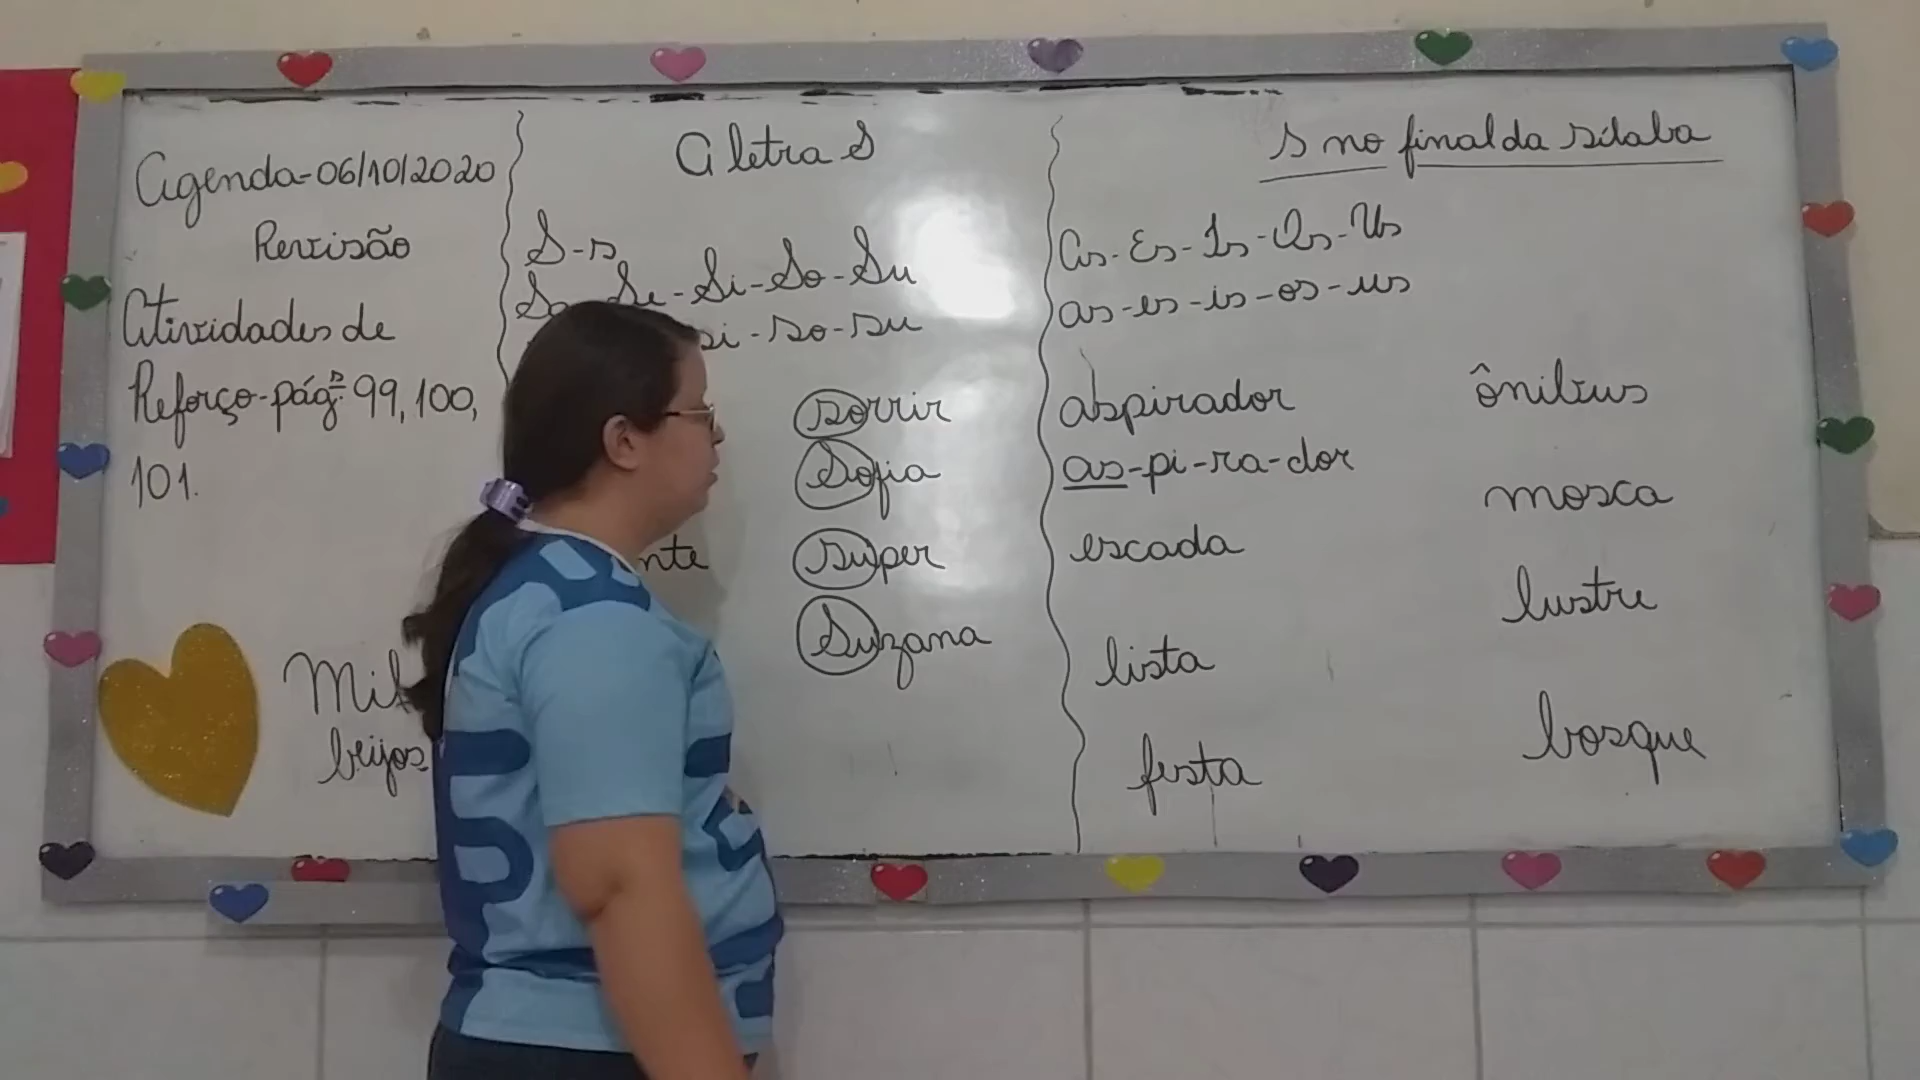 Agenda-06/10/2020
Revisão
Atividades de
Reforço-págs 99, 100,
101.
Mil
beijos
A letra S
S-s
Sa-Se-Si-So-Su
si-so-su
sorrir
Sofia
nte
super
Suzana
S no final da sílaba
As-Es-Is-Os-Us
as-es-is-os-us
aspirador
as-pi-ra-dor
escada
lista
festa
ônibus
mosca
lustre
bosque